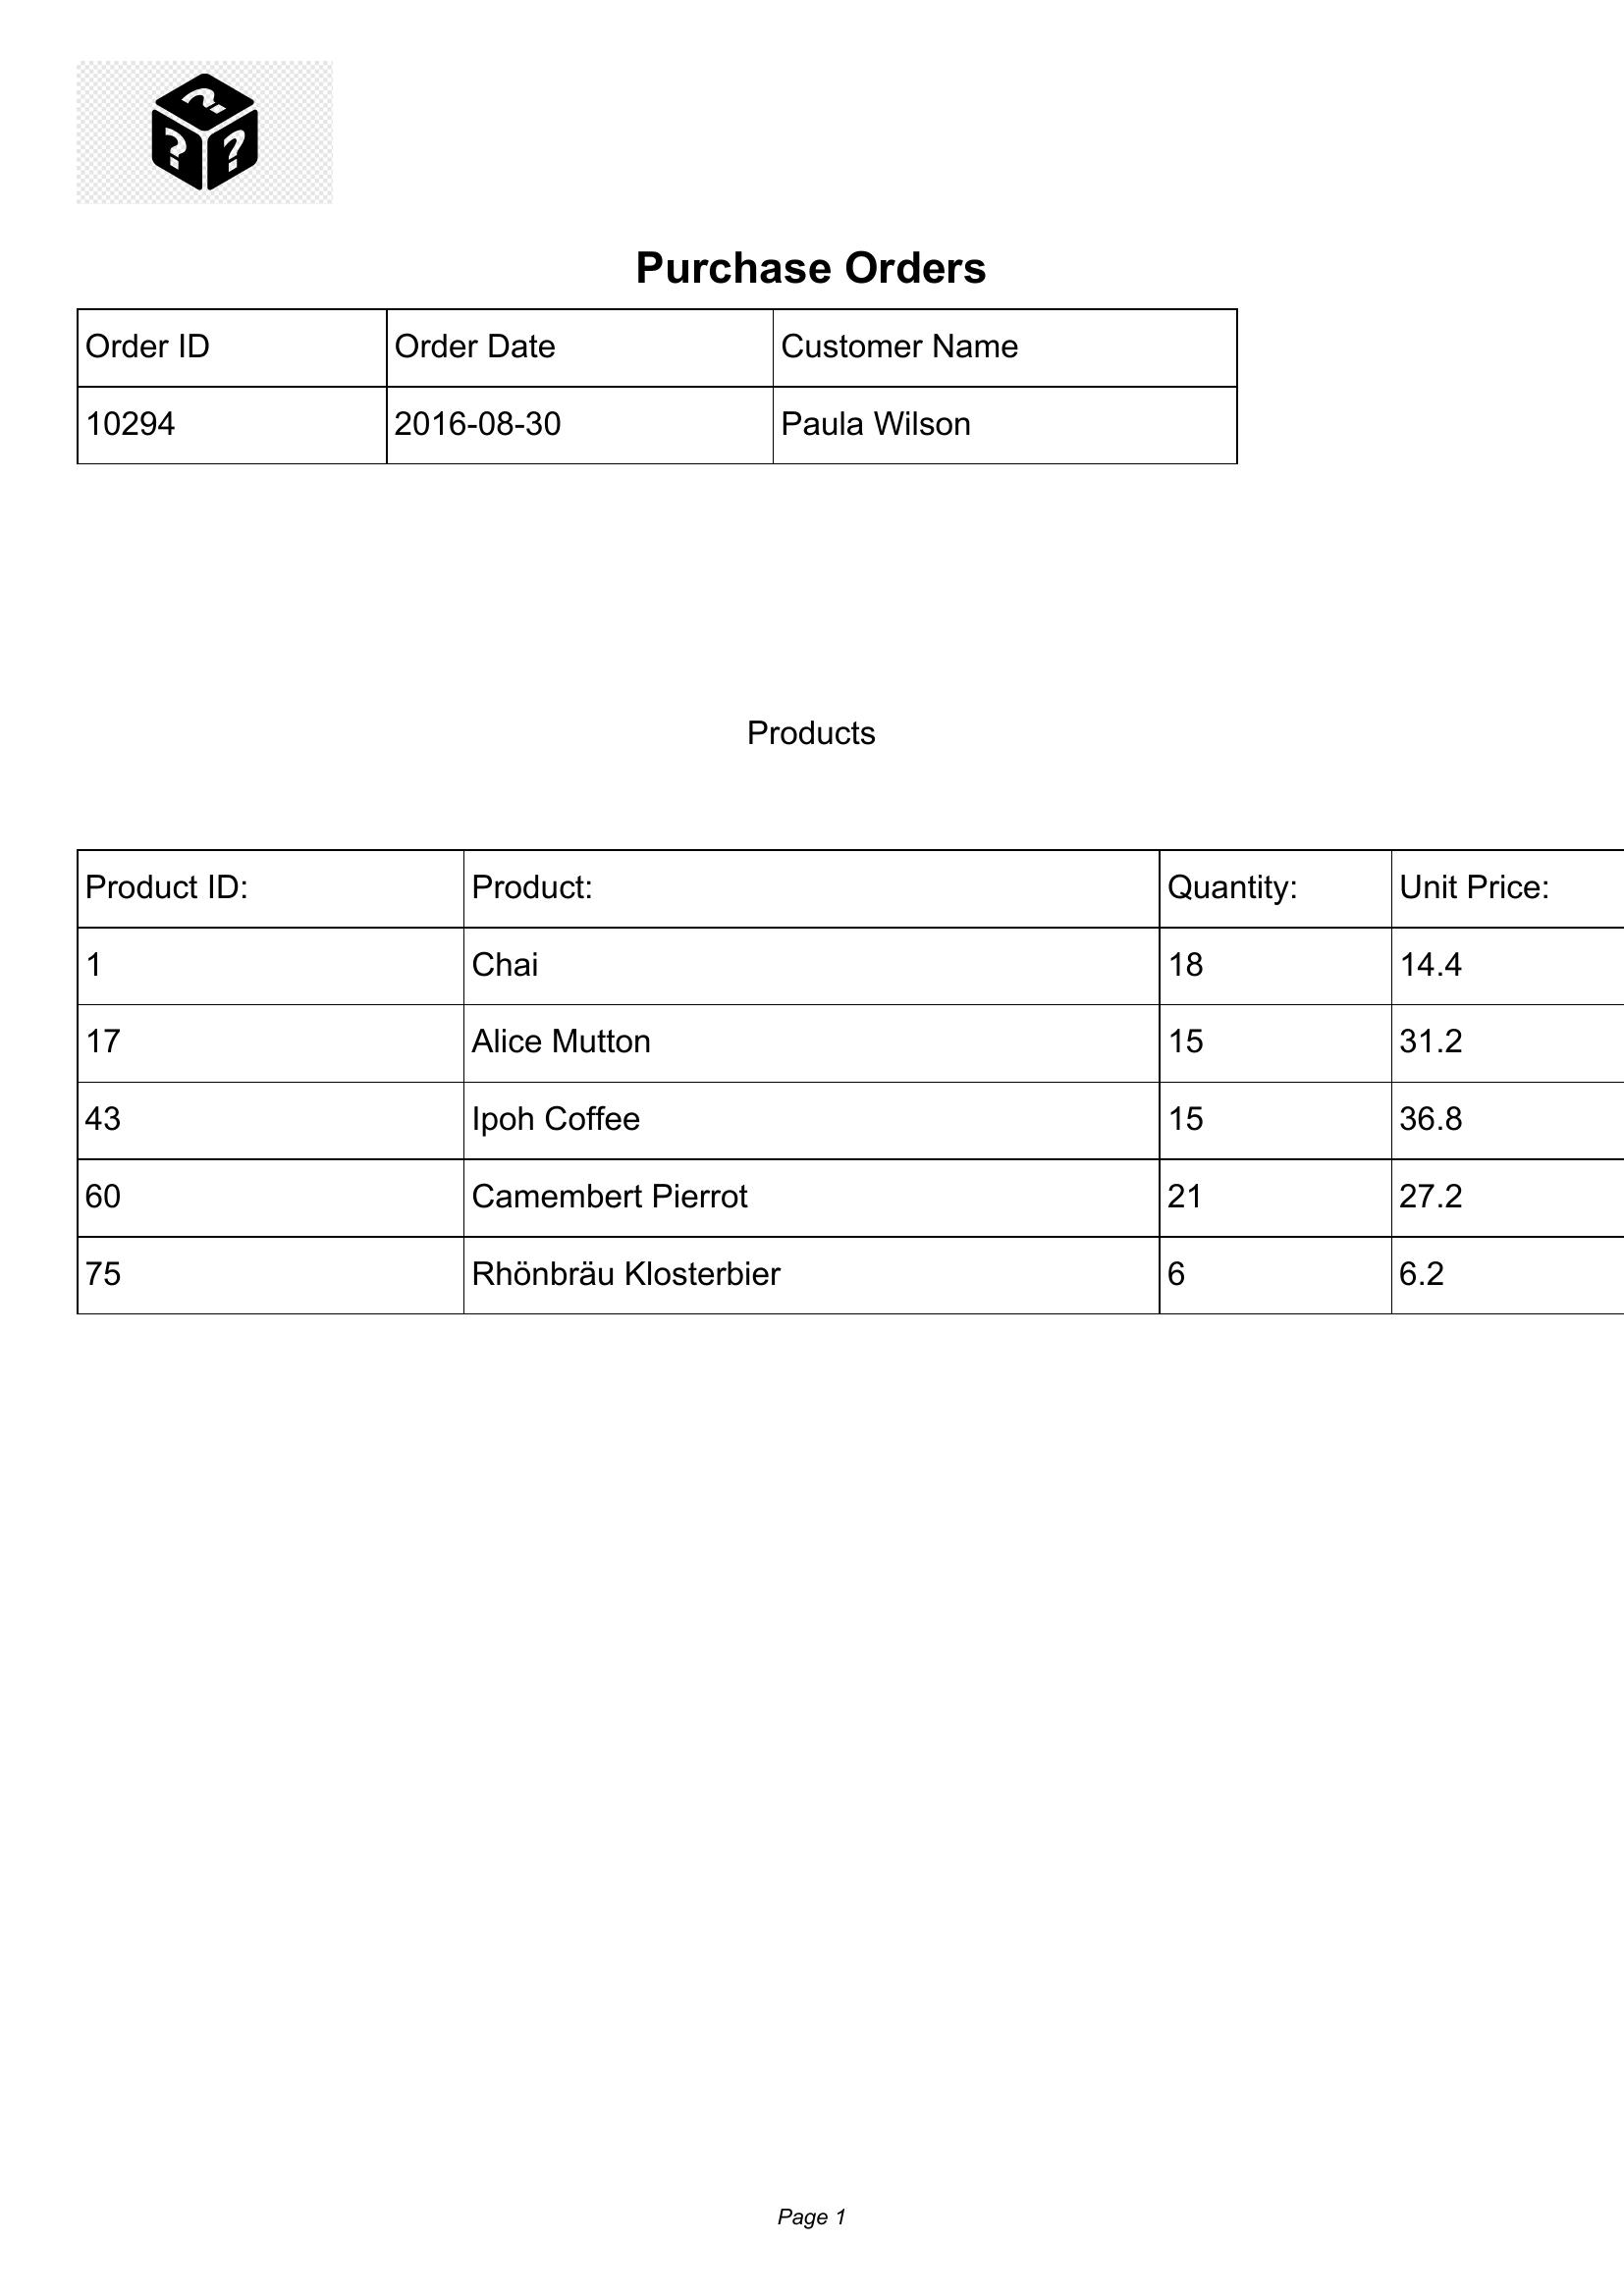 ? ? ?
Purchase Orders
Order ID Order Date Customer Name
10294 2016-08-30 Paula Wilson
Products
Product ID: Product: Quantity: Unit Price:
1 Chai 18 14.4
17 Alice Mutton 15 31.2
43 Ipoh Coffee 15 36.8
60 Camembert Pierrot 21 27.2
75 Rhönbräu Klosterbier 6 6.2
Page 1